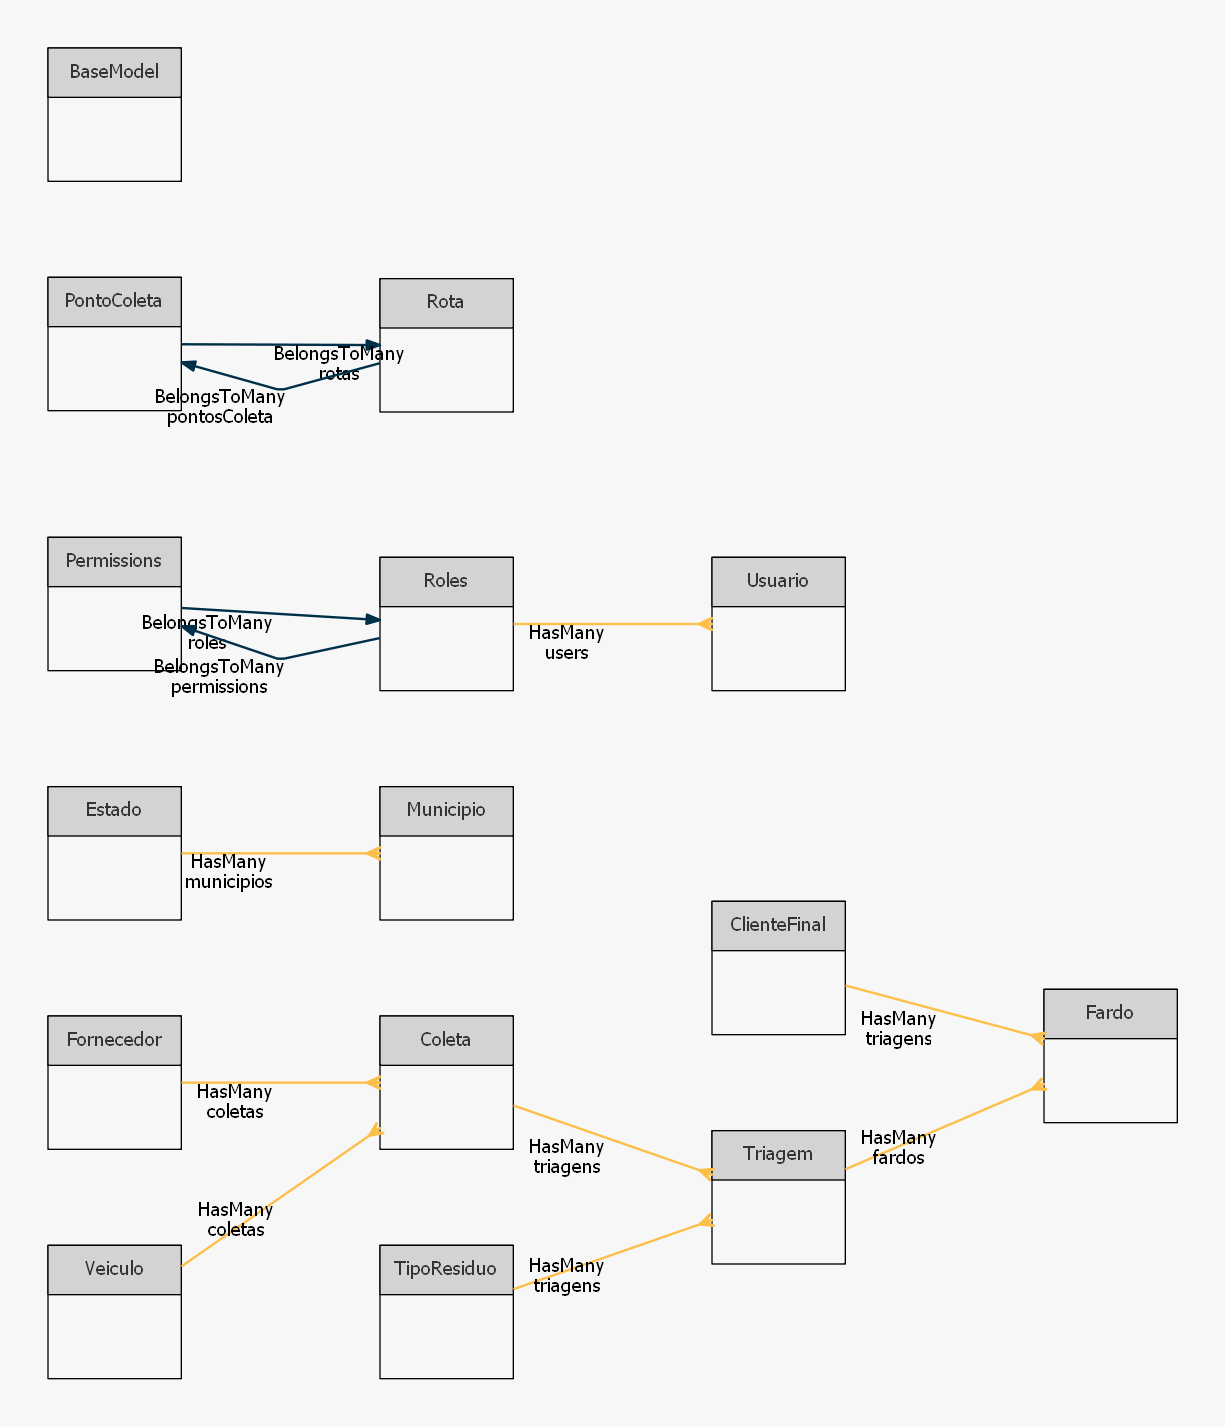 BaseModel
PontoColeta
Rota
BelongsToMany
rotas
BelongsToMany
pontosColeta
Permissions
Roles
Usuario
BelongsToMany
roles
HasMany
users
BelongsToMany
permissions
Estado
Municipio
HasMany
municipios
ClienteFinal
Fardo
HasMany
triagens
Fornecedor
Coleta
HasMany
coletas
HasMany
triagens
Triagem
HasMany
fardos
HasMany
coletas
Veiculo
TipoResiduo
HasMany
triagens